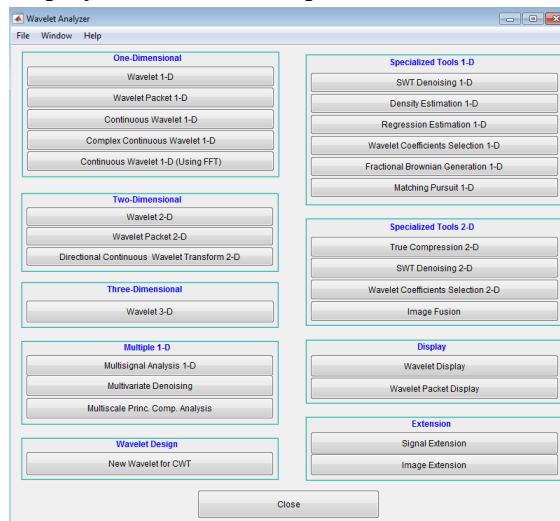 Wavelet Analyzer
File Window Help
One-Dimensional
Wavelet 1-D
Wavelet Packet 1-D
Continuous Wavelet 1-D
Complex Continuous Wavelet 1-D
Continuous Wavelet 1-D (Using FFT)
Two-Dimensional
Wavelet 2-D
Wavelet Packet 2-D
Directional Continuous Wavelet Transform 2-D
Three-Dimensional
Wavelet 3-D
Multiple 1-D
Multisignal Analysis 1-D
Multivariate Denoising
Multiscale Princ. Comp. Analysis
Wavelet Design
New Wavelet for CWT
Specialized Tools 1-D
SWT Denoising 1-D
Density Estimation 1-D
Regression Estimation 1-D
Wavelet Coefficients Selection 1-D
Fractional Brownian Generation 1-D
Matching Pursuit 1-D
Specialized Tools 2-D
True Compression 2-D
SWT Denoising 2-D
Wavelet Coefficients Selection 2-D
Image Fusion
Display
Wavelet Display
Wavelet Packet Display
Extension
Signal Extension
Image Extension
Close